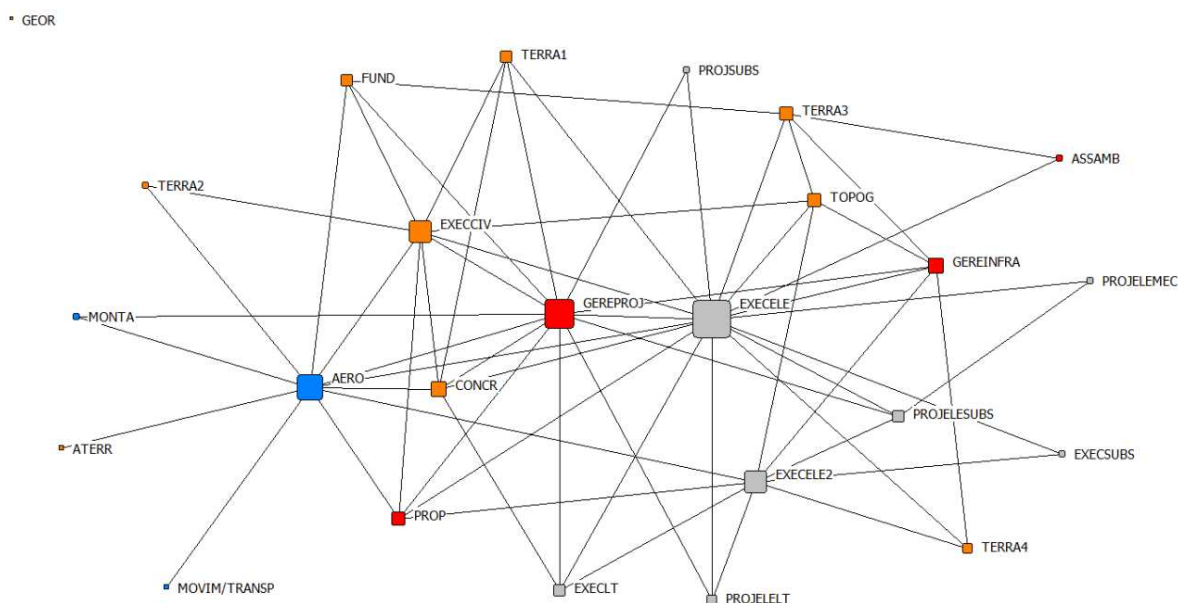 GEOR
TERRA1
PROJSUBS
FUND
TERRA3
ASSAMB
TERRA2
TOPOG
EXECCIV
GEREINFRA
PROJELEMEC
GEREPROJ
EXECELE
MONTA
AERO
CONCR
PROJELESUBS
ATERR
EXECSUBS
EXECELE2
PROP
TERRA4
MOVIM/TRANSP
EXECLT
PROJELELT